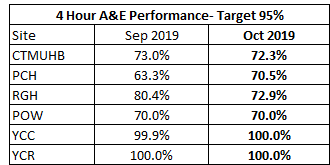 4 Hour A&E Performance- Target 95%
Site Sep 2019 Oct 2019
CTMUHB 73.0% 72.3%
PCH 63.3% 70.5%
RGH 80.4% 72.9%
POW 70.0% 70.0%
YCC 99.9% 100.0%
YCR 100.0% 100.0%